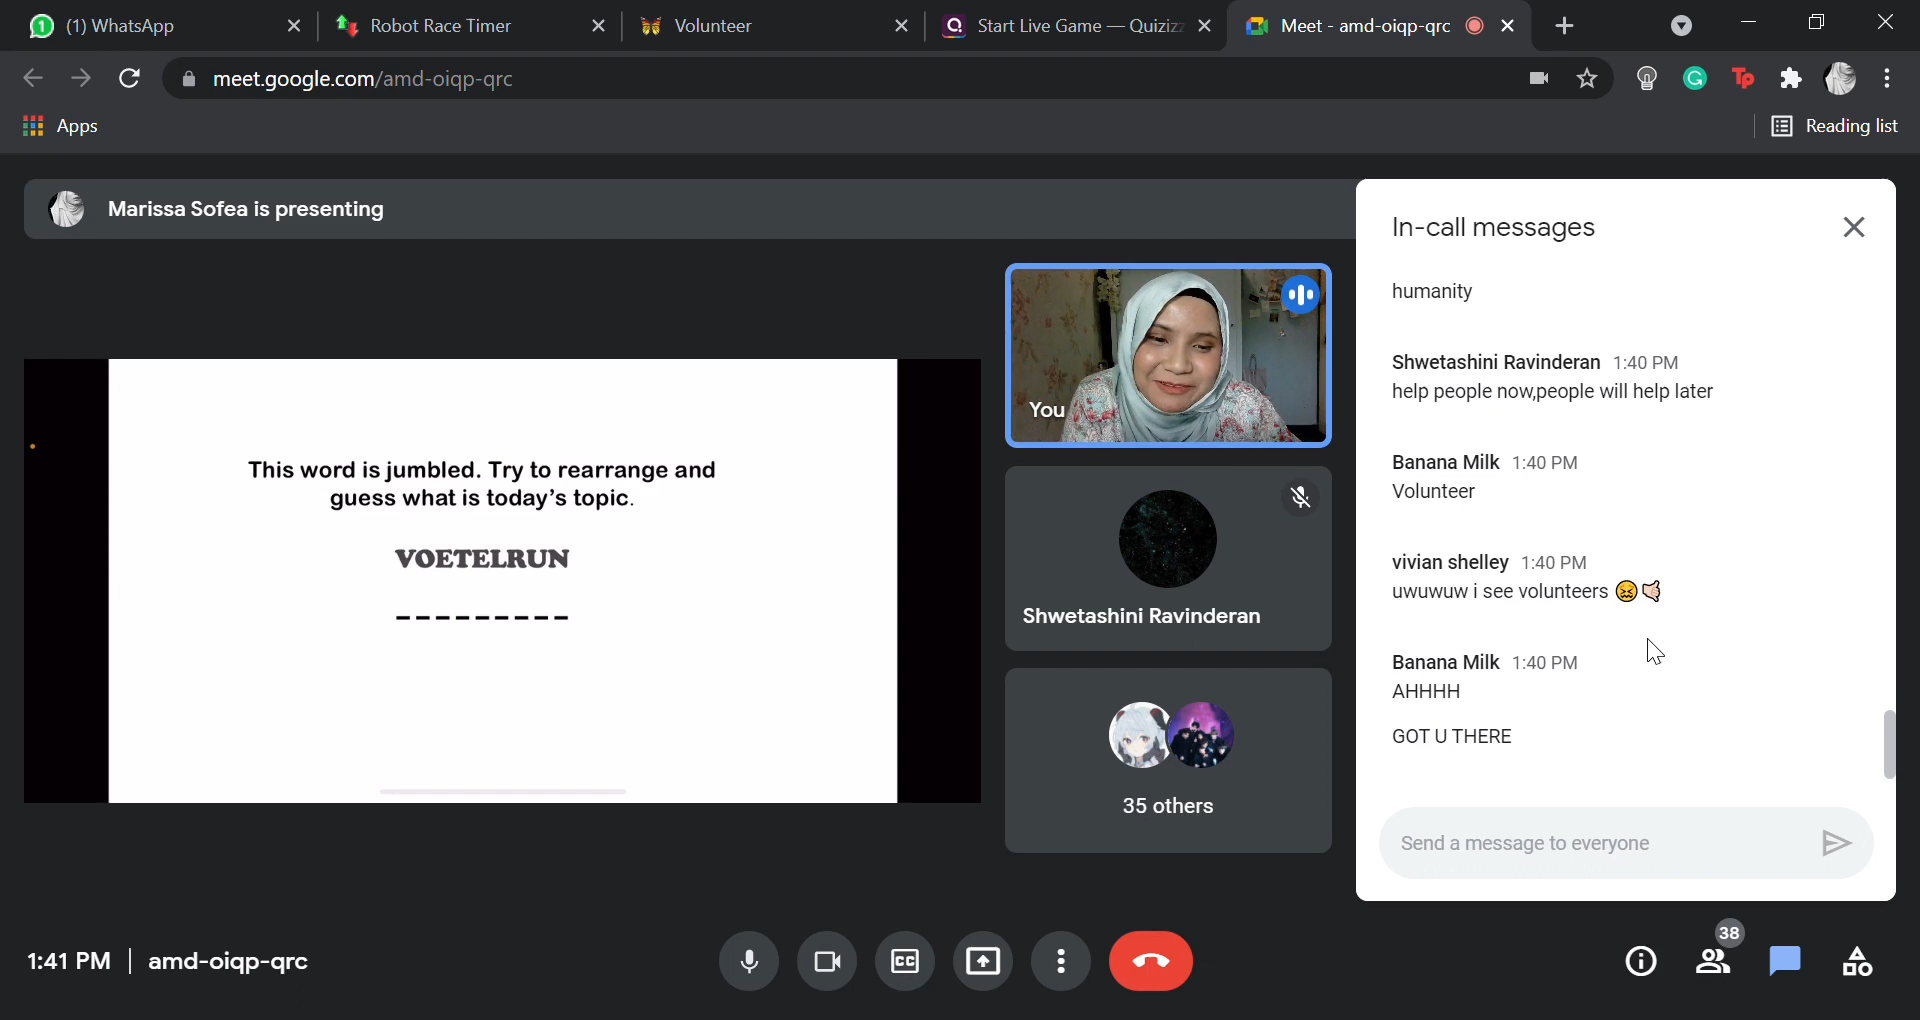 (1) WhatsApp
Robot Race Timer
Volunteer
Start Live Game — Quiziz
Meet - amd-oiqp-qrc
meet.google.com/amd-oiqp-qrc
G
Tp
Apps
Reading list
Marissa Sofea is presenting
This word is jumbled. Try to rearrange and
guess what is today's topic.
VOETELRUN
_ _ _ _ _ _ _ _ _
You
Shwetashini Ravinderan
35 others
In-call messages
humanity
Shwetashini Ravinderan 1:40 PM
help people now,people will help later
Banana Milk 1:40 PM
Volunteer
vivian shelley 1:40 PM
uwuwuw i see volunteers 😖🤙🏻
Banana Milk 1:40 PM
AHHHH
GOT U THERE
Send a message to everyone
1:41 PM | amd-oiqp-qrc
CC
38